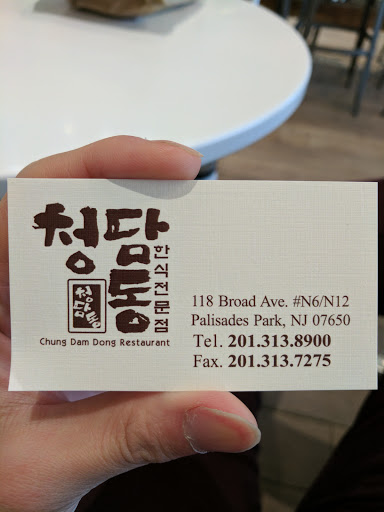 청담동
한식전문점
청담동
Chung Dam Dong Restaurant
118 Broad Ave. #N6/N12
Palisades Park, NJ 07650
Tel. 201.313.8900
Fax. 201.313.7275